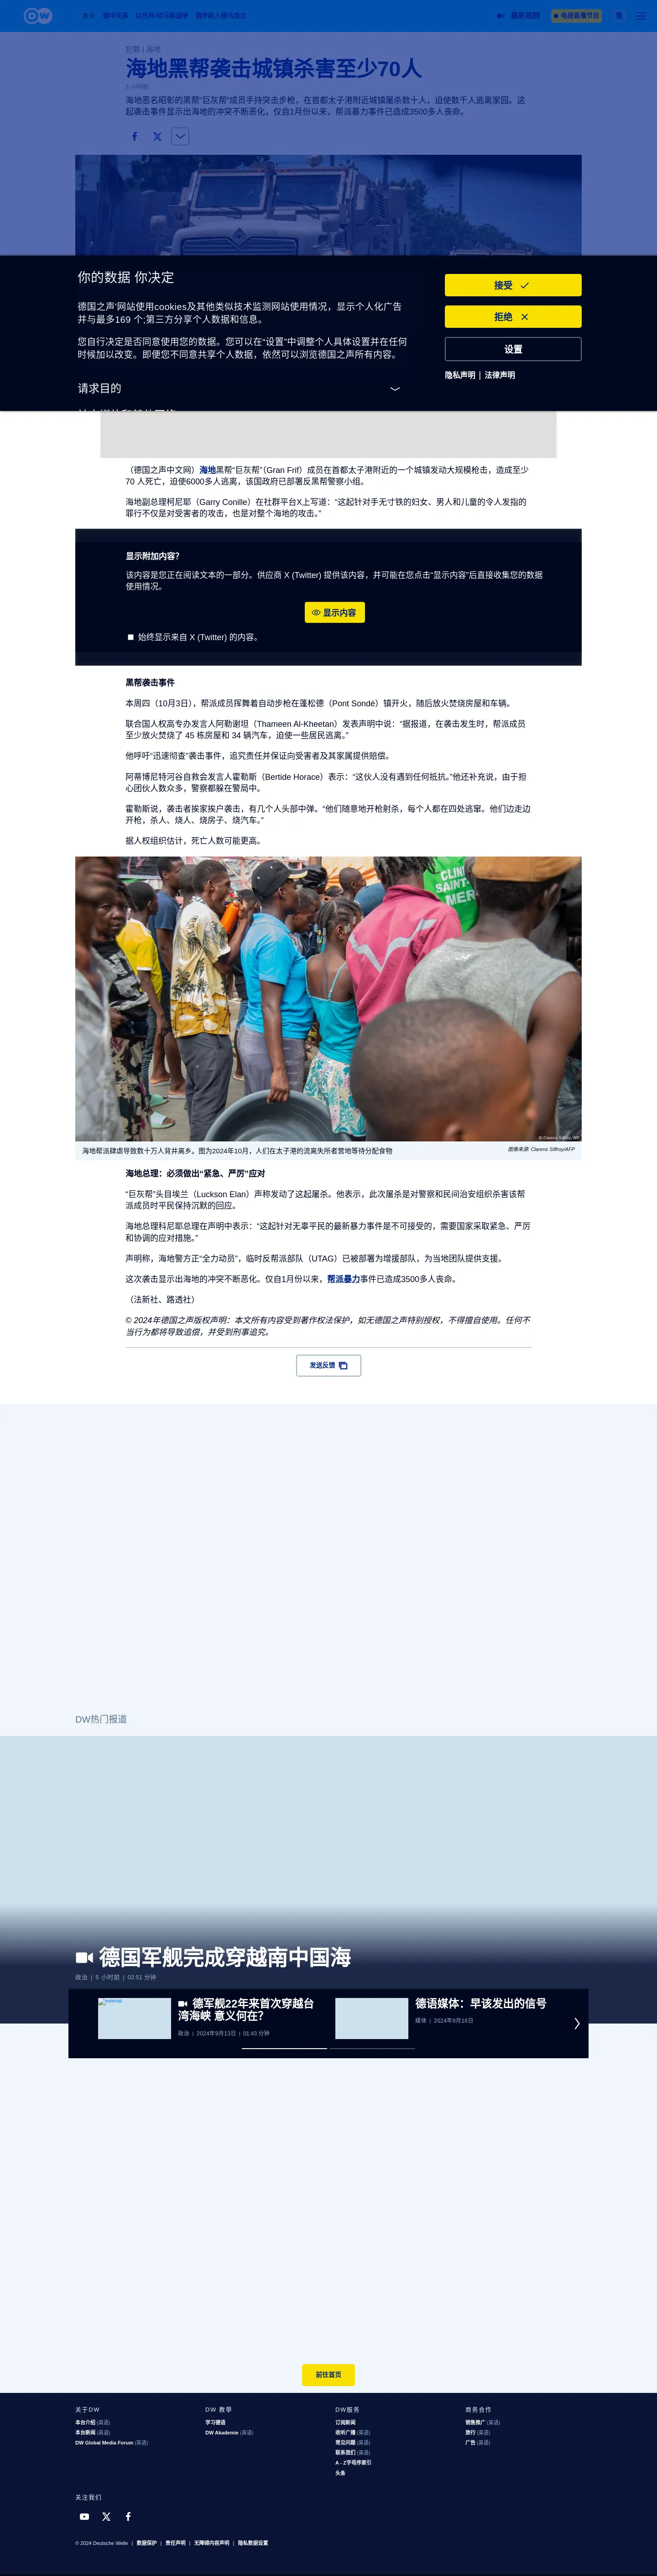 DW
焦点 德中关系 以色列-哈马斯战争 俄罗斯入侵乌克兰
最新视频
电视直播节目
繁
犯罪 | 海地
海地黑帮袭击城镇杀害至少70人
3 小时前
海地恶名昭彰的黑帮“巨灰帮”成员手持突击步枪，在首都太子港附近城镇屠杀数十人，迫使数千人逃离家园。这
起袭击事件显示出海地的冲突不断恶化。仅自1月份以来，帮派暴力事件已造成3500多人丧命。
你的数据 你决定
德国之声‘网站使用cookies及其他类似技术监测网站使用情况，显示个人化广告
并与最多169 个;第三方分享个人数据和信息。
您自行决定是否同意使用您的数据。您可以在“设置”中调整个人具体设置并在任何
时候加以改变。即便您不同意共享个人数据，依然可以浏览德国之声所有内容。
请求目的
接受
拒绝
设置
隐私声明 | 法律声明
（德国之声中文网）海地黑帮“巨灰帮”（Gran Frif）成员在首都太子港附近的一个城镇发动大规模枪击，造成至少
70 人死亡，迫使6000多人逃离，该国政府已部署反黑帮警察小组。
海地副总理柯尼耶（Garry Conille）在社群平台X上写道：“这起针对手无寸铁的妇女、男人和儿童的令人发指的
罪行不仅是对受害者的攻击，也是对整个海地的攻击。”
显示附加内容？
该内容是您正在阅读文本的一部分。供应商 X (Twitter) 提供该内容，并可能在您点击“显示内容”后直接收集您的数据
使用情况。
显示内容
始终显示来自 X (Twitter) 的内容。
黑帮袭击事件
本周四（10月3日），帮派成员挥舞着自动步枪在蓬松德（Pont Sondé）镇开火，随后放火焚烧房屋和车辆。
联合国人权高专办发言人阿勒谢坦（Thameen Al-Kheetan）发表声明中说：“据报道，在袭击发生时，帮派成员
至少放火焚烧了 45 栋房屋和 34 辆汽车，迫使一些居民逃离。”
他呼吁“迅速彻查”袭击事件，追究责任并保证向受害者及其家属提供赔偿。
阿蒂博尼特河谷自救会发言人霍勒斯（Bertide Horace）表示：“这伙人没有遇到任何抵抗。”他还补充说，由于担
心团伙人数众多，警察都躲在警局中。
霍勒斯说，袭击者挨家挨户袭击，有几个人头部中弹。“他们随意地开枪射杀，每个人都在四处逃窜。他们边走边
开枪，杀人、烧人、烧房子、烧汽车。”
据人权组织估计，死亡人数可能更高。
CLINI
SAINT-
MERC
© Clarens Siffroy/AFP
海地帮派肆虐导致数十万人背井离乡。图为2024年10月，人们在太子港的流离失所者营地等待分配食物
图像来源: Clarens Siffroy/AFP
海地总理：必须做出“紧急、严厉”应对
“巨灰帮”头目埃兰（Luckson Elan）声称发动了这起屠杀。他表示，此次屠杀是对警察和民间治安组织杀害该帮
派成员时平民保持沉默的回应。
海地总理科尼耶总理在声明中表示：“这起针对无辜平民的最新暴力事件是不可接受的，需要国家采取紧急、严厉
和协调的应对措施。”
声明称，海地警方正“全力动员”，临时反帮派部队（UTAG）已被部署为增援部队，为当地团队提供支援。
这次袭击显示出海地的冲突不断恶化。仅自1月份以来，帮派暴力事件已造成3500多人丧命。
（法新社、路透社）
© 2024年德国之声版权声明：本文所有内容受到著作权法保护，如无德国之声特别授权，不得擅自使用。任何不
当行为都将导致追偿，并受到刑事追究。
发送反馈
DW热门报道
德国军舰完成穿越南中国海
政治 | 5 小时前 | 02:51 分钟
德军舰22年来首次穿越台
湾海峡 意义何在？
政治 | 2024年9月13日 | 01:43 分钟
德语媒体：早该发出的信号
媒体 | 2024年9月16日
前往首页
关于DW
本台介绍 (英语)
本台新闻 (英语)
DW Global Media Forum (英语)
DW 教學
学习德语
DW Akademie (英语)
DW服务
订阅新闻
收听广播 (英语)
常见问题 (英语)
联系我们 (英语)
A - Z字母序索引
头条
商务合作
销售推广 (英语)
旅行 (英语)
广告 (英语)
关注我们
© 2024 Deutsche Welle | 数据保护 | 责任声明 | 无障碍内容声明 | 隐私数据设置